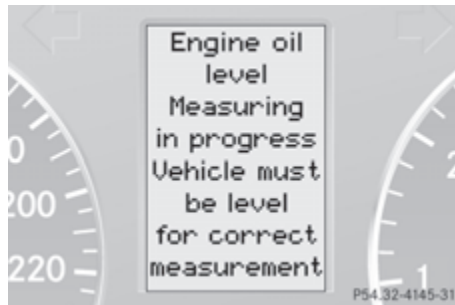 Engine oil
level
Measuring
in progress
Vehicle must
be level
for correct
measurement
200
220
1
P54.32-4145-31